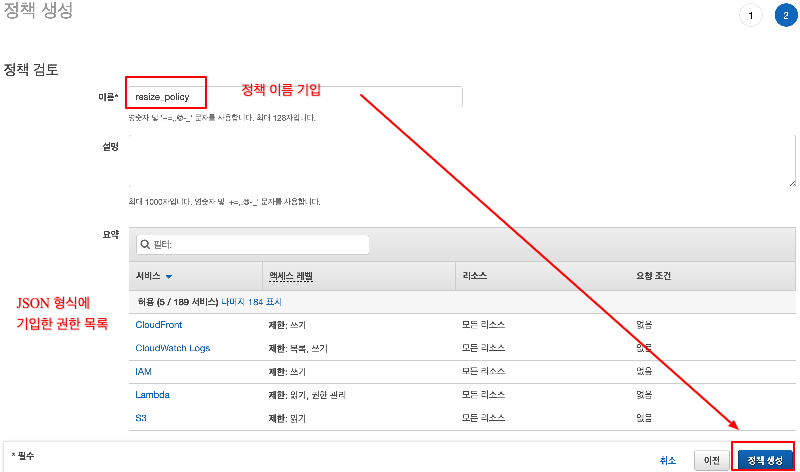 정책 생성
1
2
정책 검토
이름*
resize_policy
정책 이름 기입
영숫자 및 '+=,.@-_' 문자를 사용합니다. 최대 128자입니다.
설명
최대 1000자입니다. 영숫자 및 '+=,.@-_' 문자를 사용합니다.
요약
필터:
서비스 액세스 레벨 리소스 요청 조건
허용 (5 / 189 서비스) 나머지 184 표시
JSON 형식에
기입한 권한 목록
CloudFront 제한: 쓰기 모든 리소스 없음
CloudWatch Logs 제한: 목록, 쓰기 모든 리소스 없음
IAM 제한: 쓰기 모든 리소스 없음
Lambda 제한: 읽기, 권한 관리 모든 리소스 없음
S3 제한: 읽기 모든 리소스 없음
* 필수
취소 이전 정책 생성